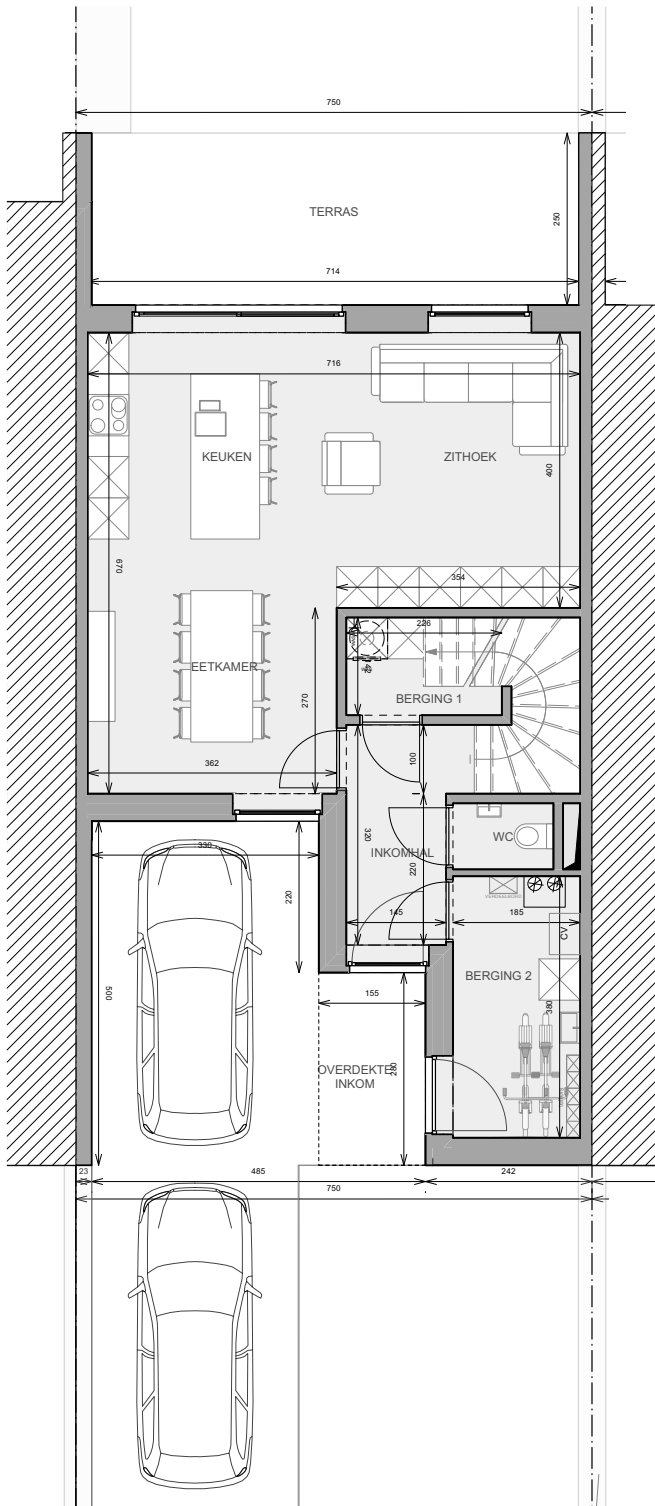 750
TERRAS
250
714
716
KEUKEN
ZITHOEK
400
670
354
226
EETKAMER
BERGING 1
270
362
100
320
WC
INKOMHAL
220
330
220
VERDEELBORD
145
185
CV
BERGING 2
500
155
380
OVERDEKTE
INKOM
280
23
485
242
750